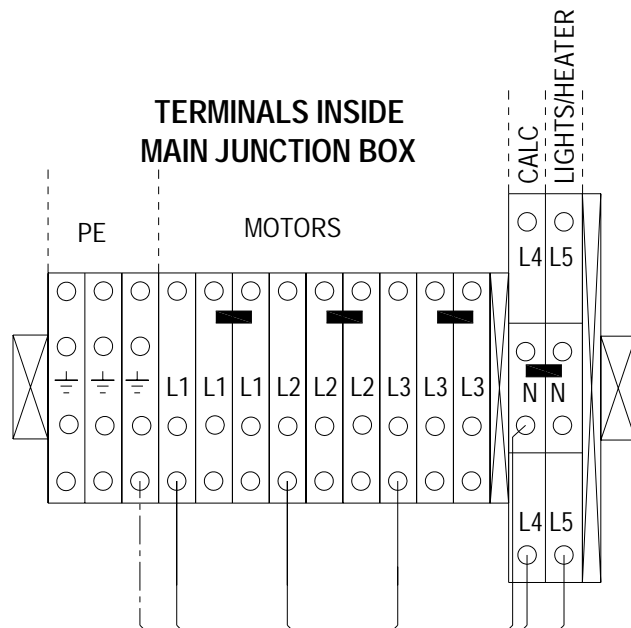 TERMINALS INSIDE
MAIN JUNCTION BOX
CALC
LIGHTS/HEATER
PE
MOTORS
L4 L5
L1 L1 L1 L2 L2 L2 L3 L3 L3
N N
L4 L5